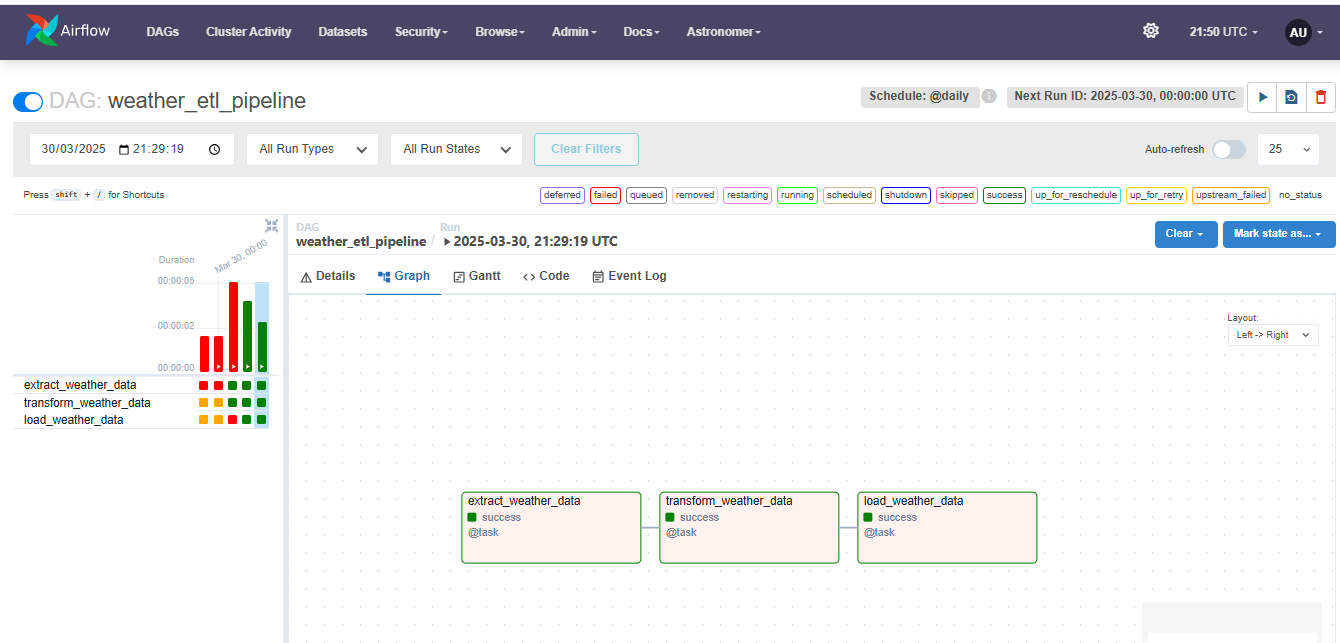 Airflow DAGs Cluster Activity Datasets Security Browse Admin Docs Astronomer 21:50 UTC AU
DAG: weather_etl_pipeline Schedule: @daily i Next Run ID: 2025-03-30, 00:00:00 UTC
30/03/2025 21:29:19 All Run Types All Run States Clear Filters Auto-refresh 25
Press shift + / for Shortcuts deferred failed queued removed restarting running scheduled shutdown skipped success up_for_reschedule up_for_retry upstream_failed no_status
DAG Run
weather_etl_pipeline / 2025-03-30, 21:29:19 UTC Clear Mark state as...
Mar 30, 00:00
Duration
00:00:05
00:00:02
00:00:00
extract_weather_data
transform_weather_data
load_weather_data
Details Graph Gantt Code Event Log
Layout:
Left -> Right
extract_weather_data transform_weather_data load_weather_data
success success success
@task @task @task